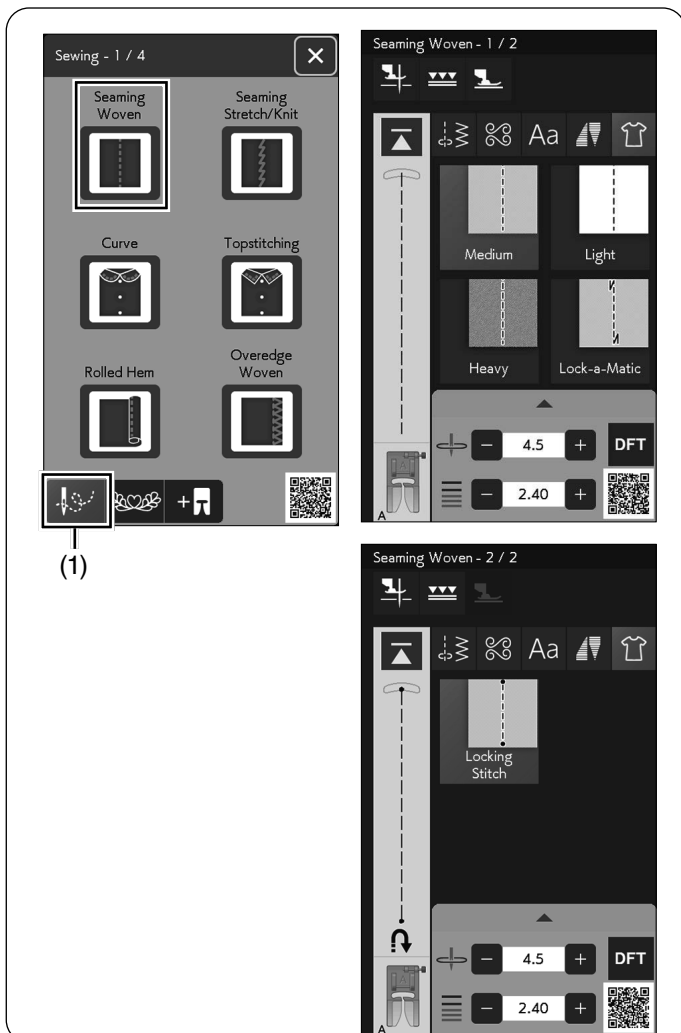 Sewing - 1 / 4
Seaming
Woven
Seaming
Stretch/Knit
Curve
Topstitching
Rolled Hem
Overedge
Woven
(1)
Seaming Woven - 1 / 2
Aa
Medium
Light
Heavy
Lock-a-Matic
4.5
DFT
2.40
A
Seaming Woven - 2 / 2
Aa
Locking
Stitch
4.5
DFT
2.40
A